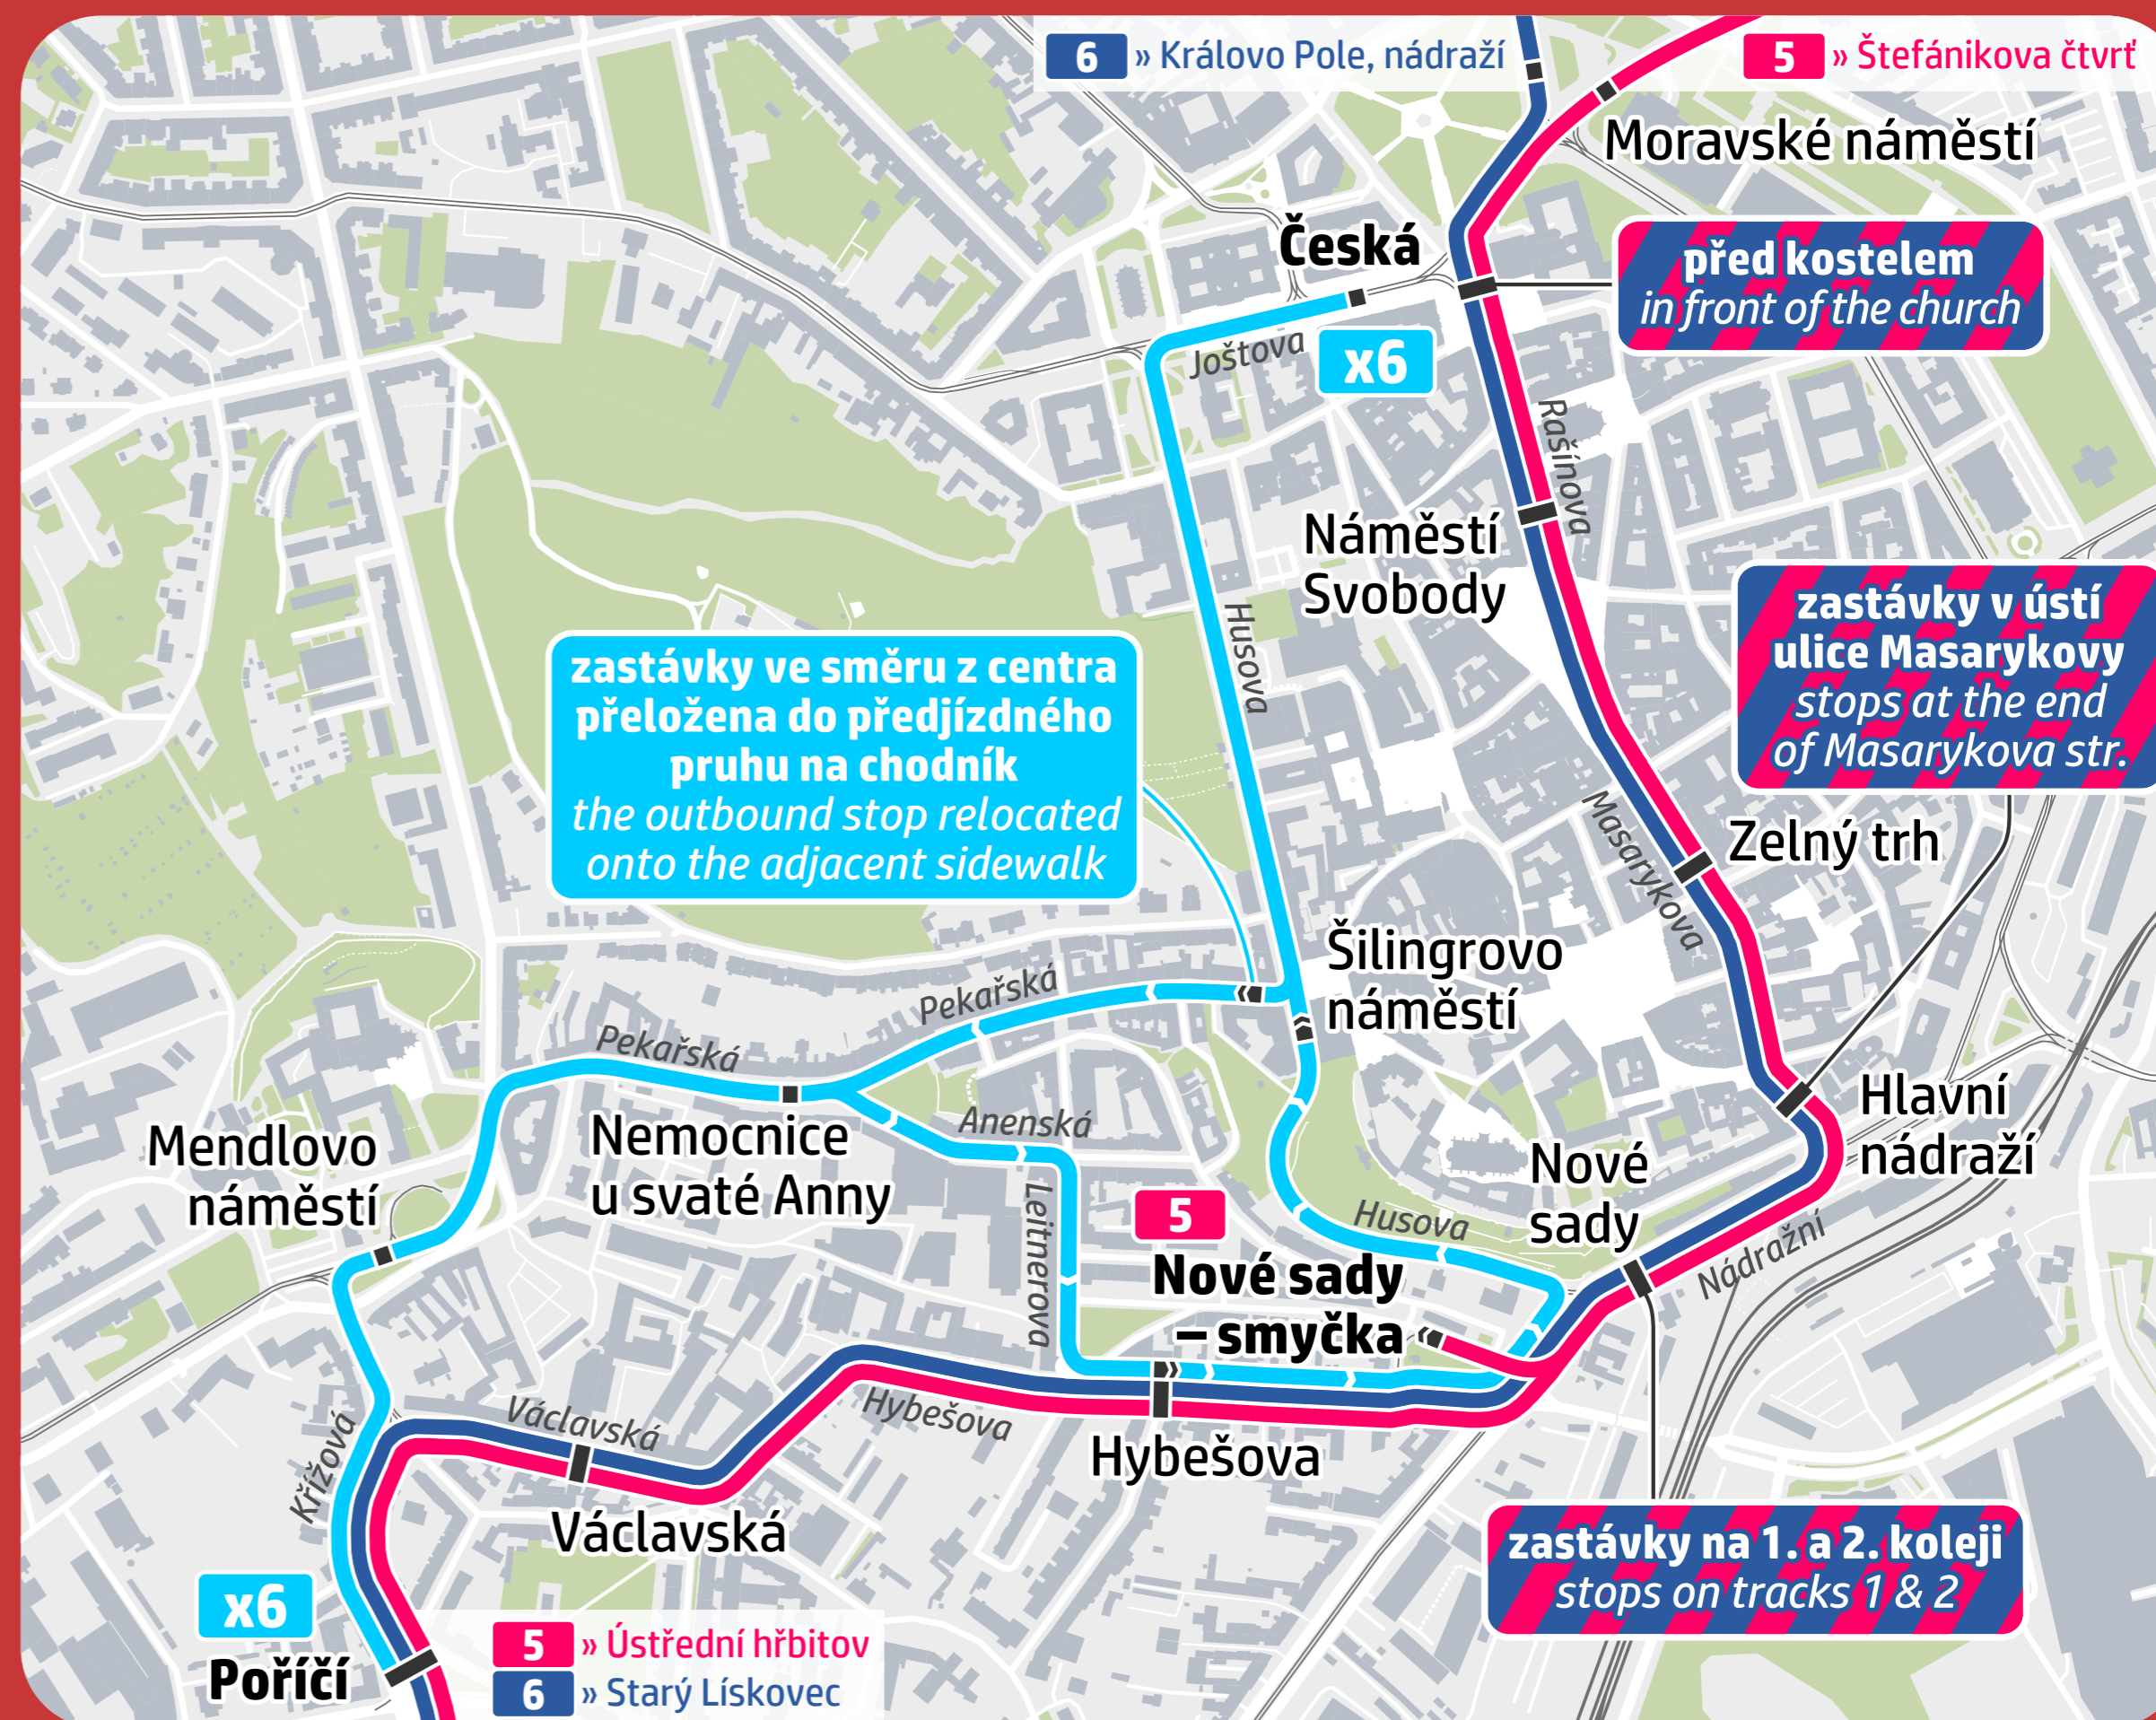 6 » Královo Pole, nádraží
5 » Štefánikova čtvrť
Moravské náměstí
Česká
před kostelem
in front of the church
Joštova
x6
Rašínova
Náměstí
Svobody
zastávky v ústí
ulice Masarykovy
stops at the end
of Masarykova str.
Husova
zastávky ve směru z centra
přeložena do předjízdného
pruhu na chodník
the outbound stop relocated
onto the adjacent sidewalk
Masarykova
Zelný trh
Šilingrovo
náměstí
Pekařská
Pekařská
Hlavní
nádraží
Anenská
Mendlovo
náměstí
Nemocnice
u svaté Anny
Leitnerova
5
Nové sady
– smyčka
Husova
Nové
sady
Nádražní
Křížová
Václavská
Hybešova
Hybešova
Václavská
zastávky na 1. a 2. koleji
stops on tracks 1 & 2
x6
Poříčí
5 » Ústřední hřbitov
6 » Starý Lískovec